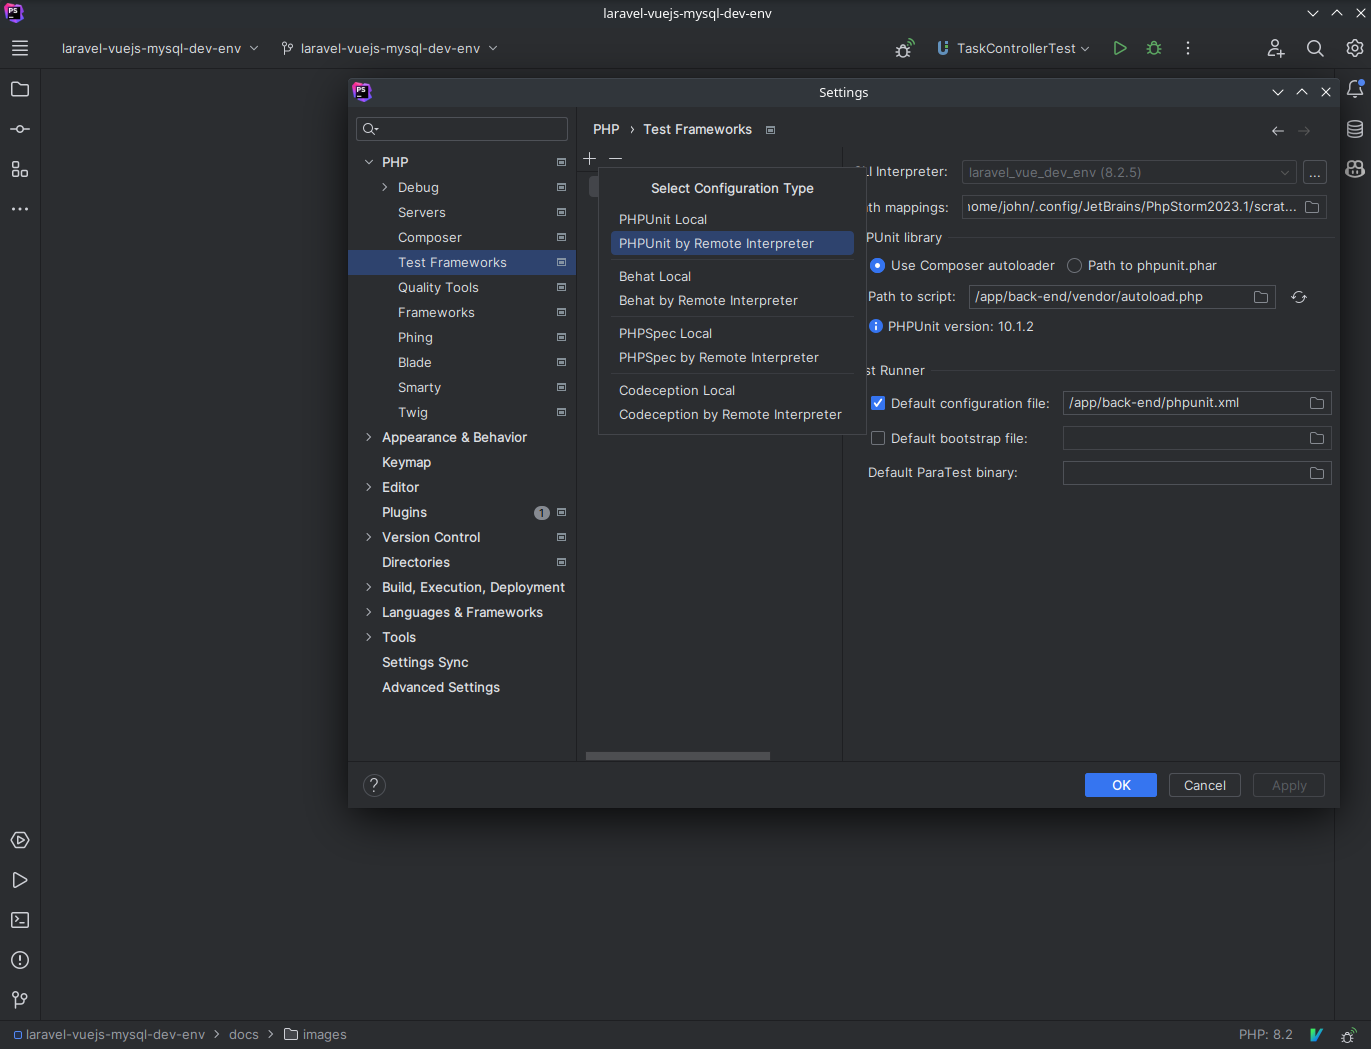 laravel-vuejs-mysql-dev-env
laravel-vuejs-mysql-dev-env
laravel-vuejs-mysql-dev-env
TaskControllerTest
Settings
PHP › Test Frameworks
PHP
Debug
Servers
Composer
Test Frameworks
Quality Tools
Frameworks
Phing
Blade
Smarty
Twig
Appearance & Behavior
Keymap
Editor
Plugins 1
Version Control
Directories
Build, Execution, Deployment
Languages & Frameworks
Tools
Settings Sync
Advanced Settings
Select Configuration Type
PHPUnit Local
PHPUnit by Remote Interpreter
Behat Local
Behat by Remote Interpreter
PHPSpec Local
PHPSpec by Remote Interpreter
Codeception Local
Codeception by Remote Interpreter
LI Interpreter: laravel_vue_dev_env (8.2.5) ...
th mappings: home/john/.config/JetBrains/PhpStorm2023.1/scrat...
PUnit library
Use Composer autoloader Path to phpunit.phar
Path to script: /app/back-end/vendor/autoload.php
PHPUnit version: 10.1.2
st Runner
Default configuration file: /app/back-end/phpunit.xml
Default bootstrap file:
Default ParaTest binary:
? OK Cancel Apply
laravel-vuejs-mysql-dev-env > docs > images
PHP: 8.2